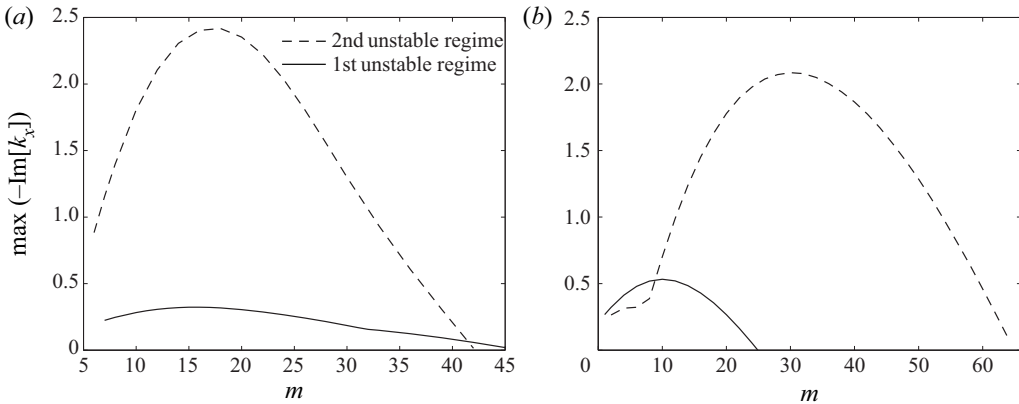 (a)
2.5
2.0
1.5
1.0
0.5
0
max (–Im[k_x])
2nd unstable regime
1st unstable regime
5 10 15 20 25 30 35 40 45
m
(b)
2.5
2.0
1.5
1.0
0.5
0 10 20 30 40 50 60
m